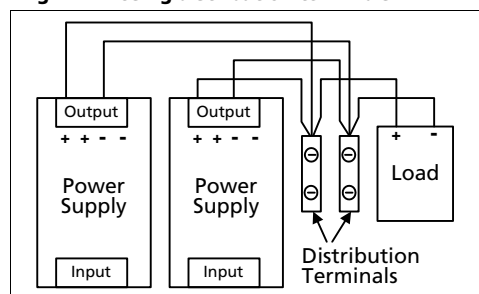 Output
+ + - -
Power
Supply
Input
Output
+ + - -
Power
Supply
Input
+ -
Load
Distribution
Terminals